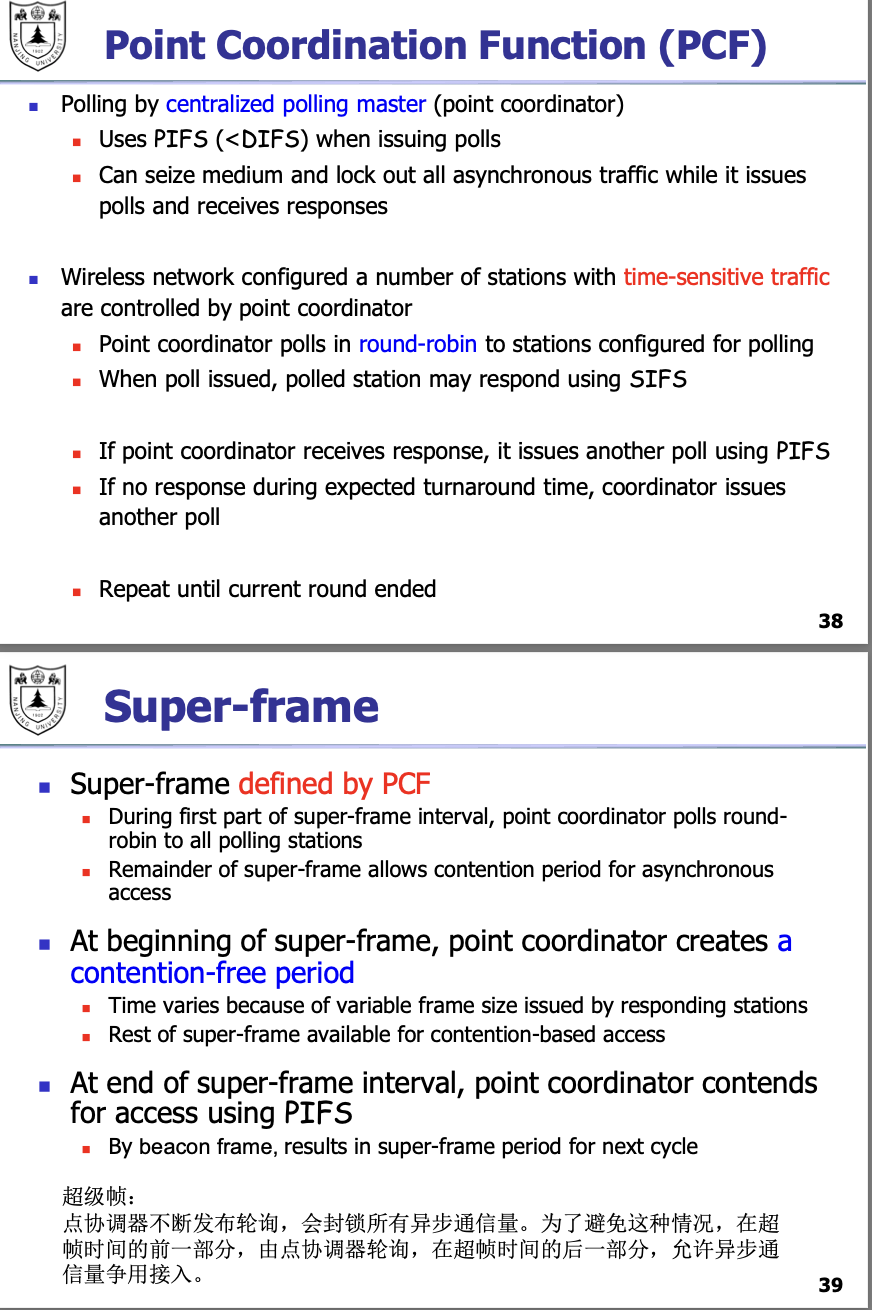 Point Coordination Function (PCF)
Polling by centralized polling master (point coordinator)
Uses PIFS (<DIFS) when issuing polls
Can seize medium and lock out all asynchronous traffic while it issues
polls and receives responses
Wireless network configured a number of stations with time-sensitive traffic
are controlled by point coordinator
Point coordinator polls in round-robin to stations configured for polling
When poll issued, polled station may respond using SIFS
If point coordinator receives response, it issues another poll using PIFS
If no response during expected turnaround time, coordinator issues
another poll
Repeat until current round ended
38
NANJING UNIVERSITY
1902
Super-frame
Super-frame defined by PCF
During first part of super-frame interval, point coordinator polls round-
robin to all polling stations
Remainder of super-frame allows contention period for asynchronous
access
At beginning of super-frame, point coordinator creates a
contention-free period
Time varies because of variable frame size issued by responding stations
Rest of super-frame available for contention-based access
At end of super-frame interval, point coordinator contends
for access using PIFS
By beacon frame, results in super-frame period for next cycle
超级帧：
点协调器不断发布轮询，会封锁所有异步通信量。为了避免这种情况，在超
帧时间的前一部分，由点协调器轮询，在超帧时间的后一部分，允许异步通
信量争用接入。
39
NANJING UNIVERSITY
1902